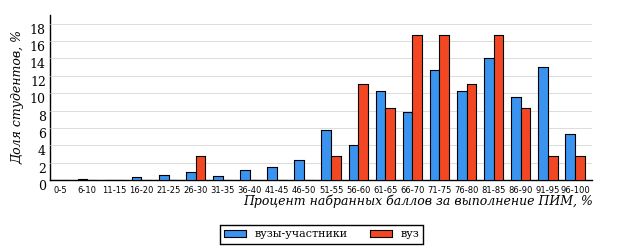 Доля студентов, %
18
16
14
12
10
8
6
4
2
0
0-5 6-10 11-15 16-20 21-25 26-30 31-35 36-40 41-45 46-50 51-55 56-60 61-65 66-70 71-75 76-80 81-85 86-90 91-95 96-100
Процент набранных баллов за выполнение ПИМ, %
вузы-участники вуз